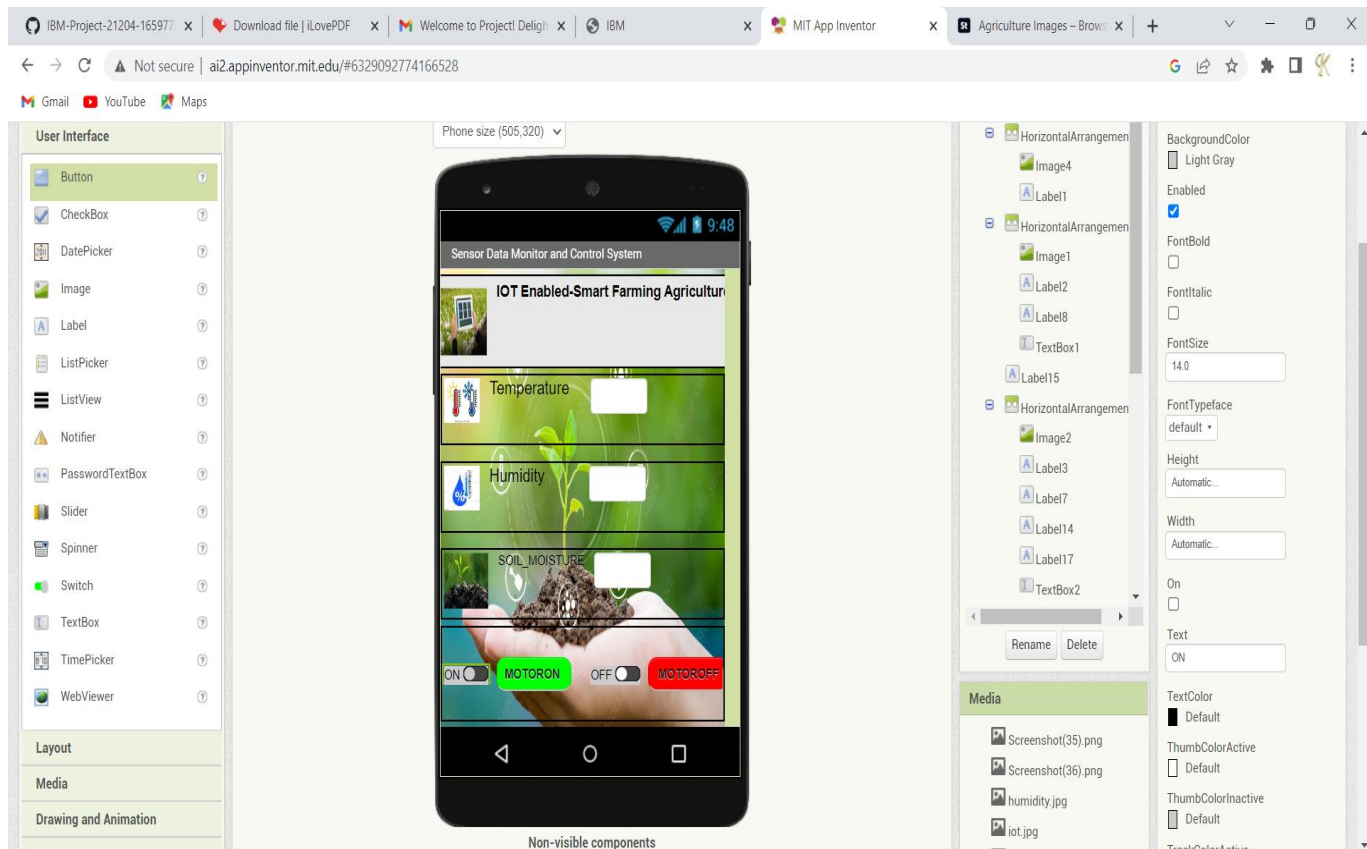 IBM-Project-21204-165977
Download file | iLovePDF
Welcome to Project! Deligh
IBM
MIT App Inventor
St
Agriculture Images – Brows
Not secure | ai2.appinventor.mit.edu/#6329092774166528
Gmail
YouTube
Maps
User Interface
Button
CheckBox
DatePicker
Image
Label
ListPicker
ListView
Notifier
PasswordTextBox
Slider
Spinner
Switch
TextBox
TimePicker
WebViewer
Layout
Media
Drawing and Animation
Phone size (505,320)
9:48
Sensor Data Monitor and Control System
IOT Enabled-Smart Farming Agriculture
Temperature
Humidity
SOIL_MOISTURE
ON
MOTORON
OFF
MOTOROFF
Non-visible components
HorizontalArrangemen
Image4
Label1
HorizontalArrangemen
Image1
Label2
Label8
TextBox1
Label15
HorizontalArrangemen
Image2
Label3
Label7
Label14
Label17
TextBox2
Rename
Delete
Media
Screenshot(35).png
Screenshot(36).png
humidity.jpg
iot.jpg
BackgroundColor
Light Gray
Enabled
FontBold
FontItalic
FontSize
14.0
FontTypeface
default
Height
Automatic...
Width
Automatic...
On
Text
ON
TextColor
Default
ThumbColorActive
Default
ThumbColorInactive
Default
TrackColorActive